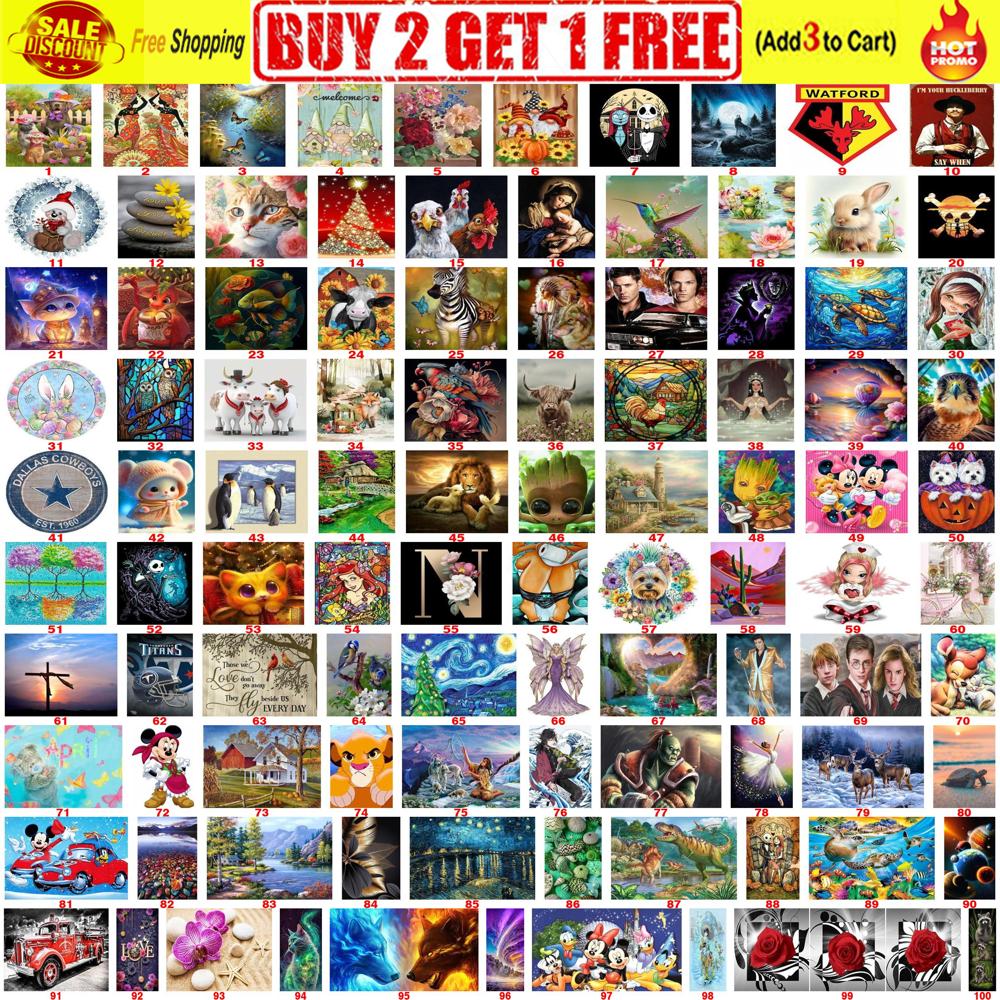 SALE
DISCOUNT
Free Shopping
BUY 2 GET 1 FREE
(Add 3 to Cart)
HOT
PROMO
welcome
WATFORD
I'M YOUR HUCKLEBERRY
SAY WHEN
1 2 3 4 5 6 7 8 9 10
11 12 13 14 15 16 17 18 19 20
21 22 23 24 25 26 27 28 29 30
31 32 33 34 35 36 37 38 39 40
DALLAS COWBOYS
EST. 1960
41 42 43 44 45 46 47 48 49 50
N
51 52 53 54 55 56 57 58 59 60
TITANS
Those we
Love don't
go away
They fly beside US
EVERY DAY
61 62 63 64 65 66 67 68 69 70
APRIL
71 72 73 74 75 76 77 78 79 80
81 82 83 84 85 86 87 88 89 90
LOVE
91 92 93 94 95 96 97 98 99 100